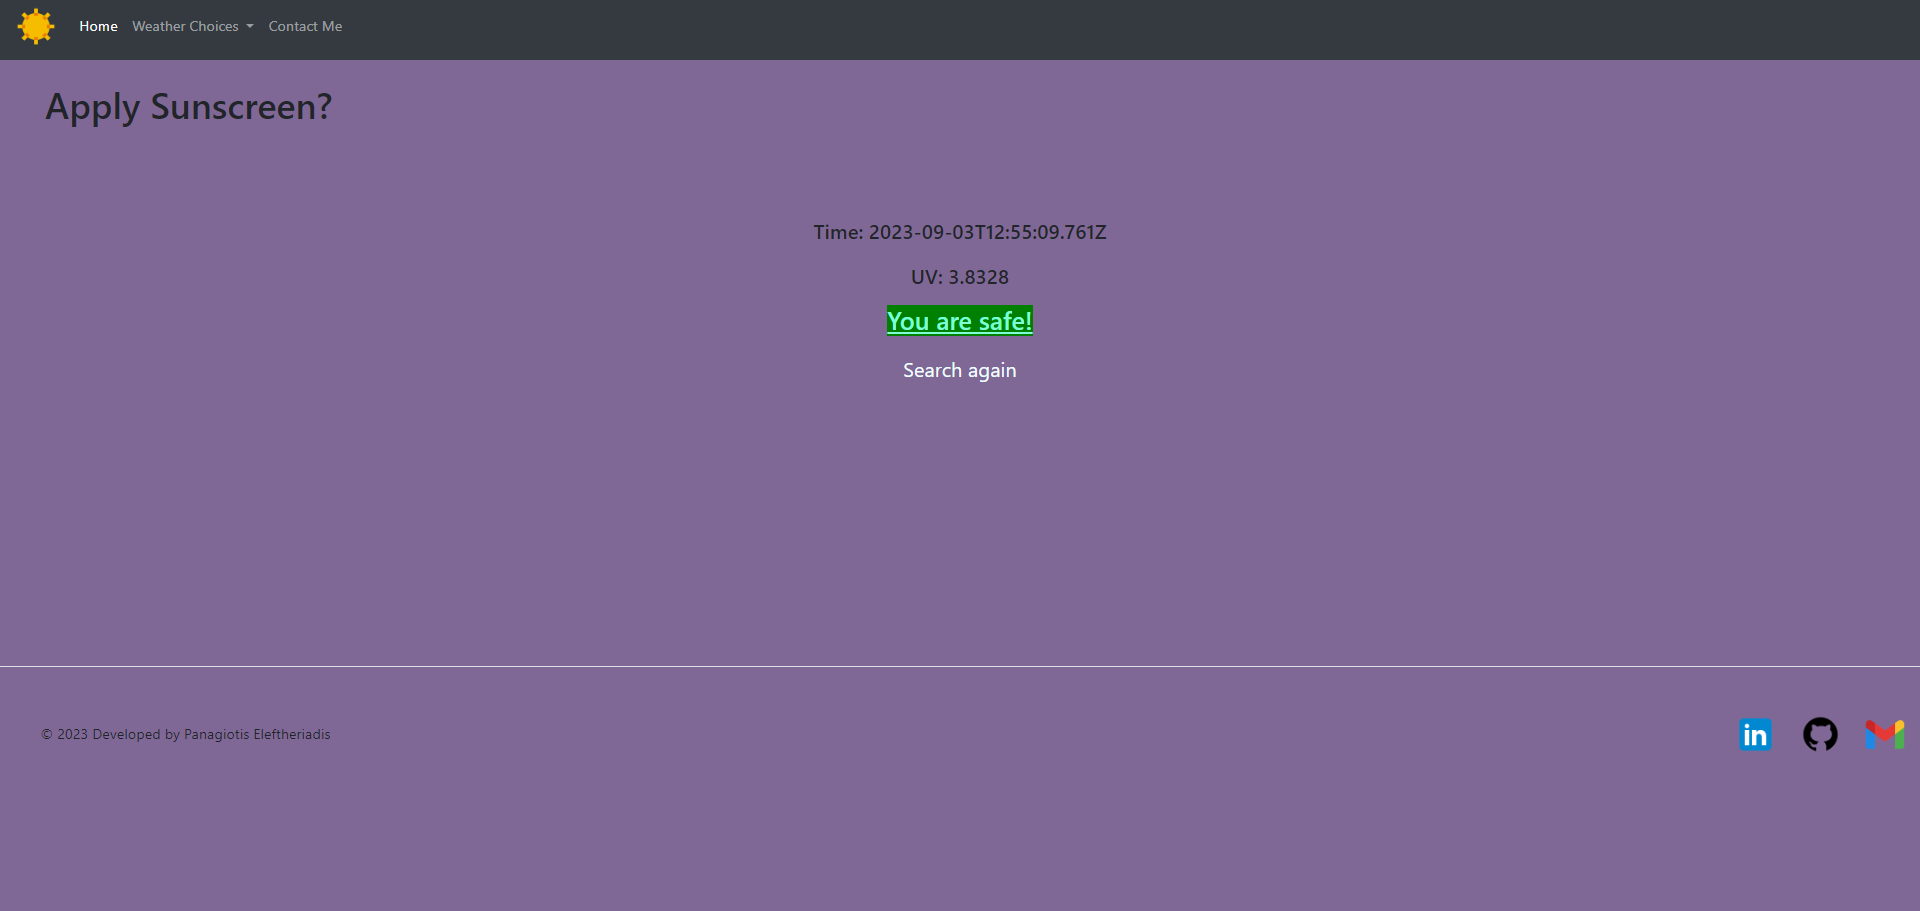 Home Weather Choices Contact Me
Apply Sunscreen?
Time: 2023-09-03T12:55:09.761Z
UV: 3.8328
You are safe!
Search again
© 2023 Developed by Panagiotis Eleftheriadis
in